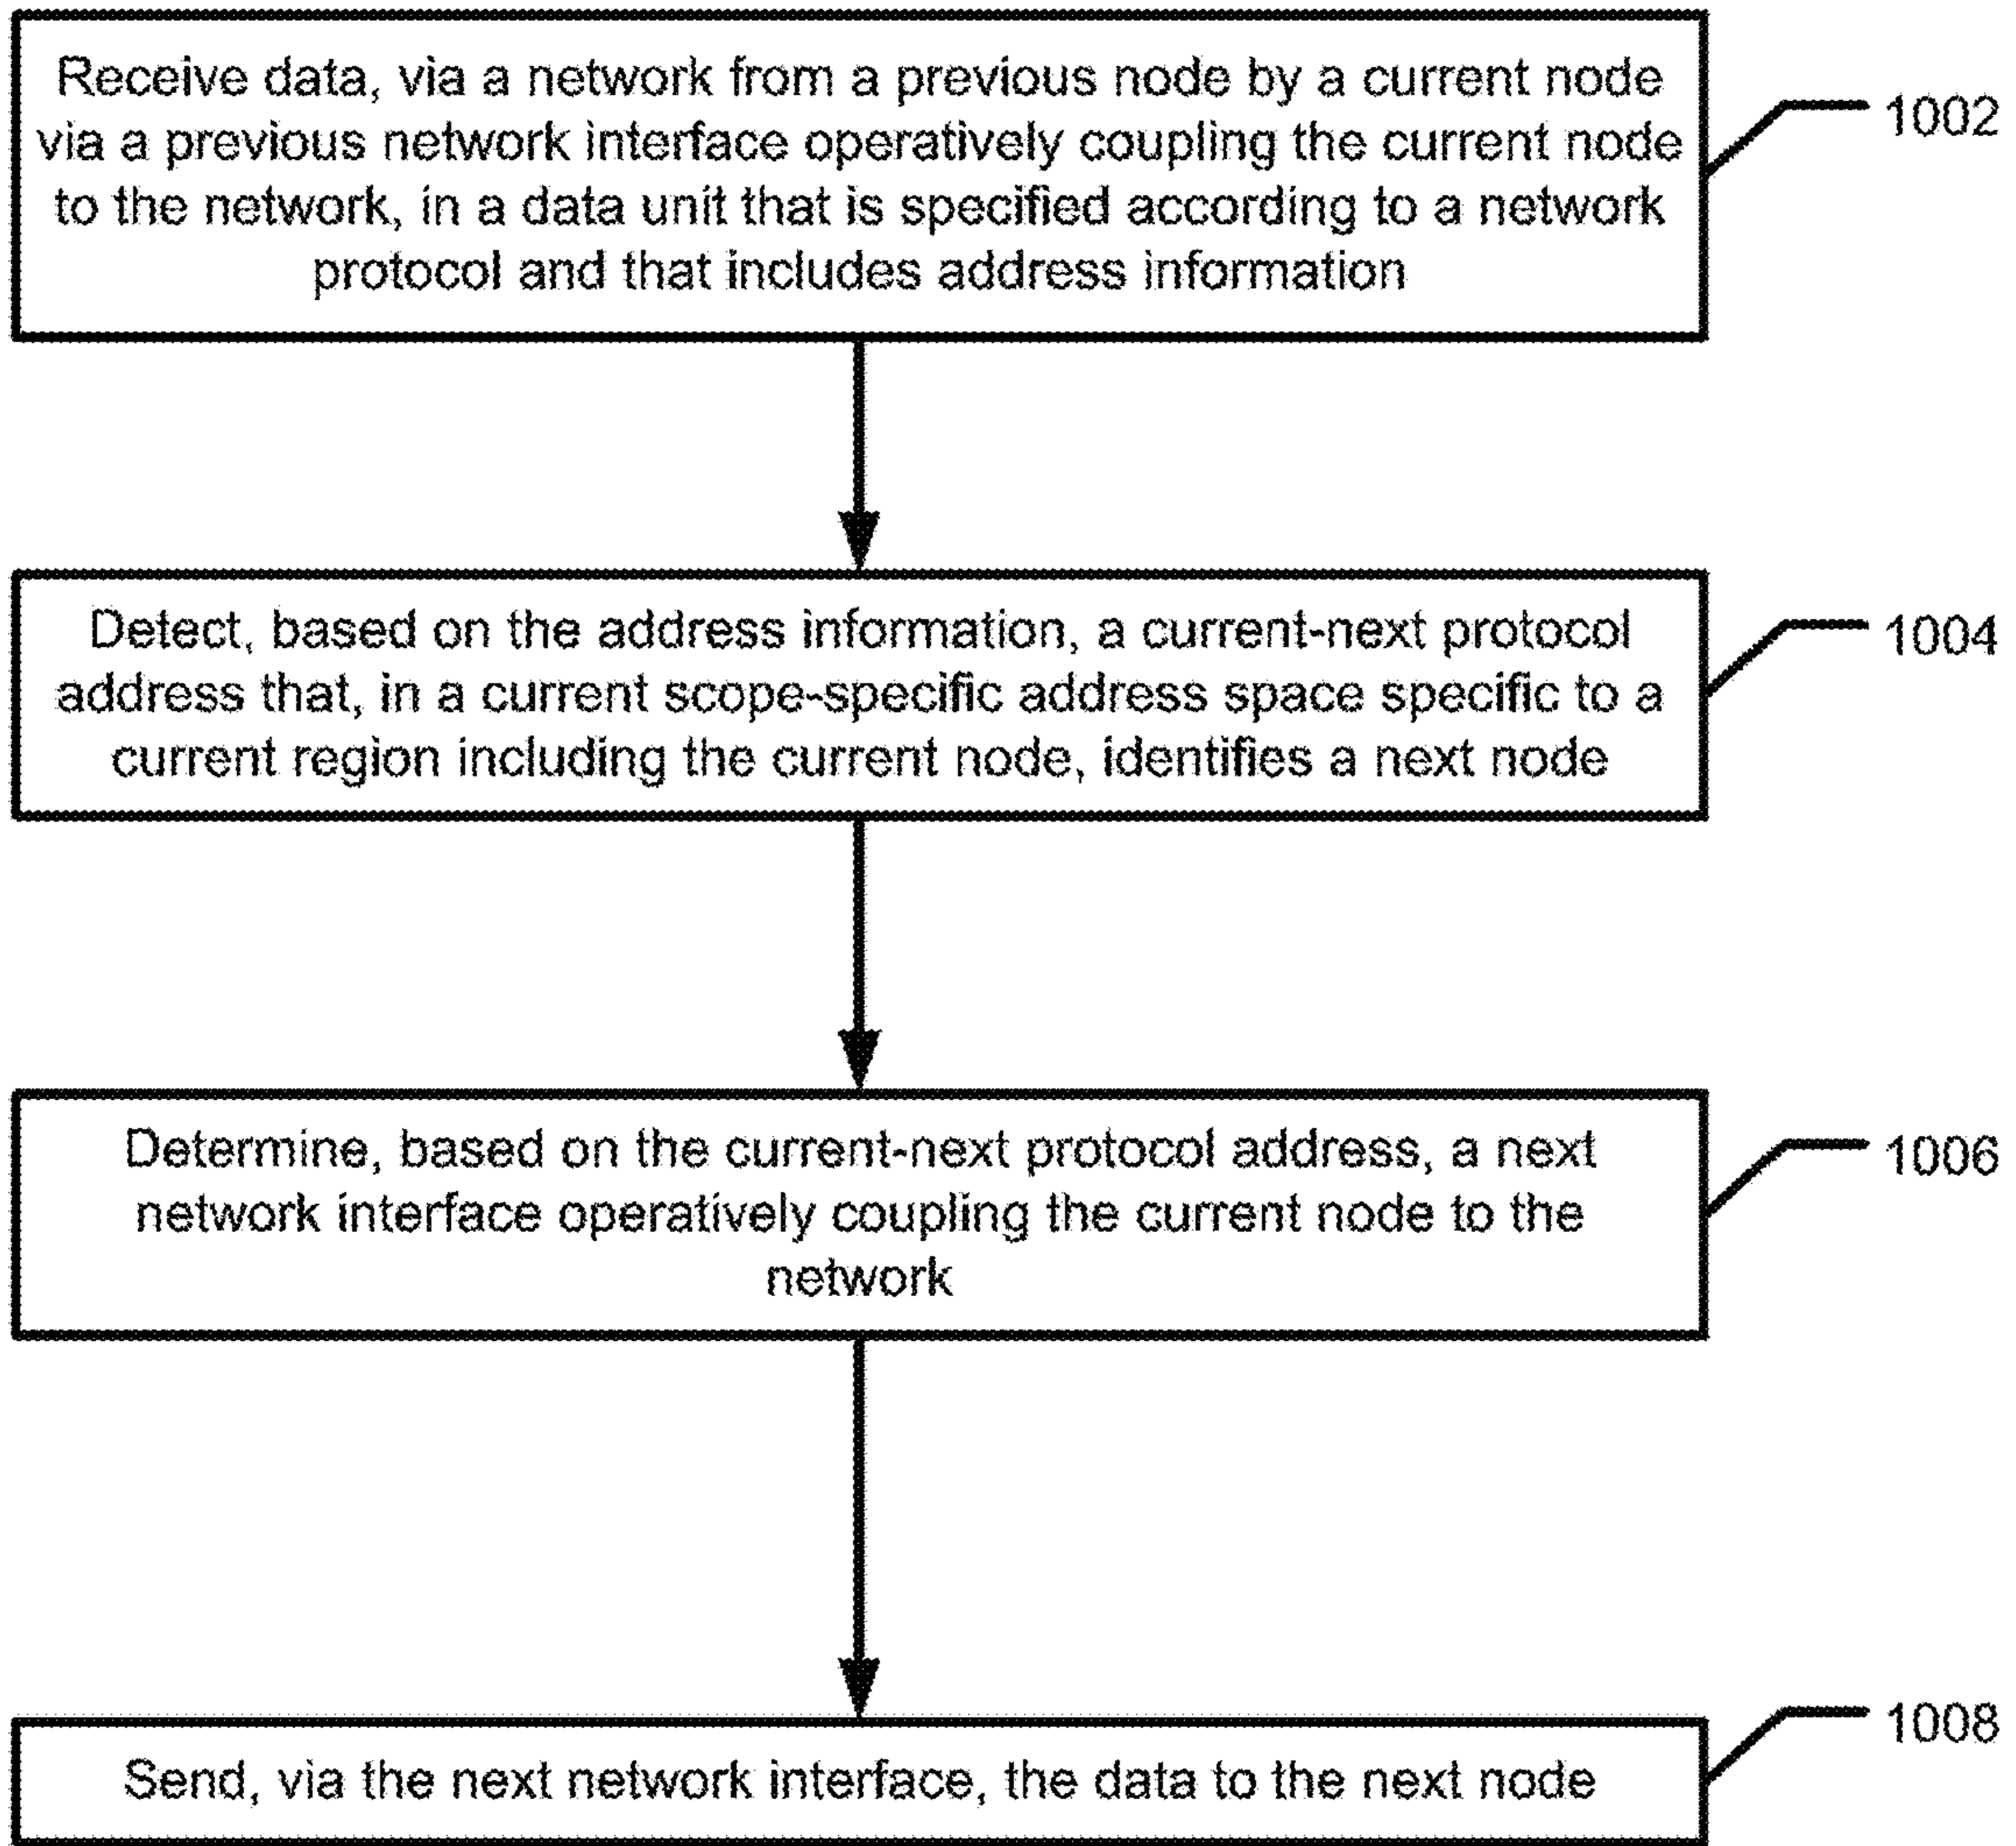 Receive data, via a network from a previous node by a current node
via a previous network interface operatively coupling the current node
to the network, in a data unit that is specified according to a network
protocol and that includes address information
1002
Detect, based on the address information, a current-next protocol
address that, in a current scope-specific address space specific to a
current region including the current node, identifies a next node
1004
Determine, based on the current-next protocol address, a next
network interface operatively coupling the current node to the
network
1006
Send, via the next network interface, the data to the next node
1008